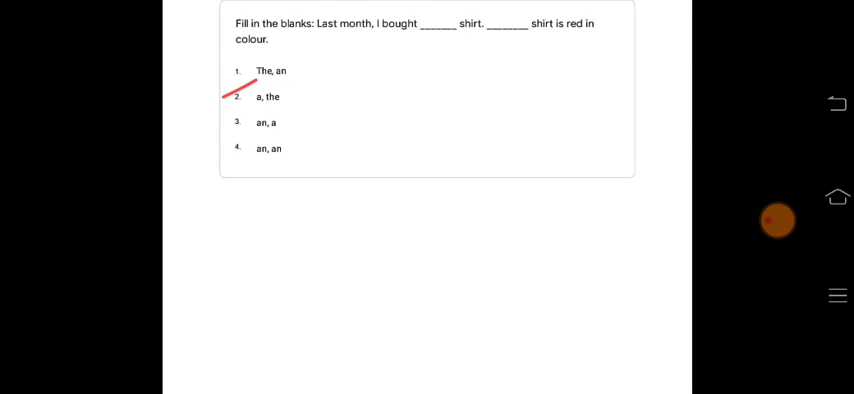 Fill in the blanks: Last month, I bought _______ shirt. ________ shirt is red in
colour.
1. The, an
2. a, the
3. an, a
4. an, an